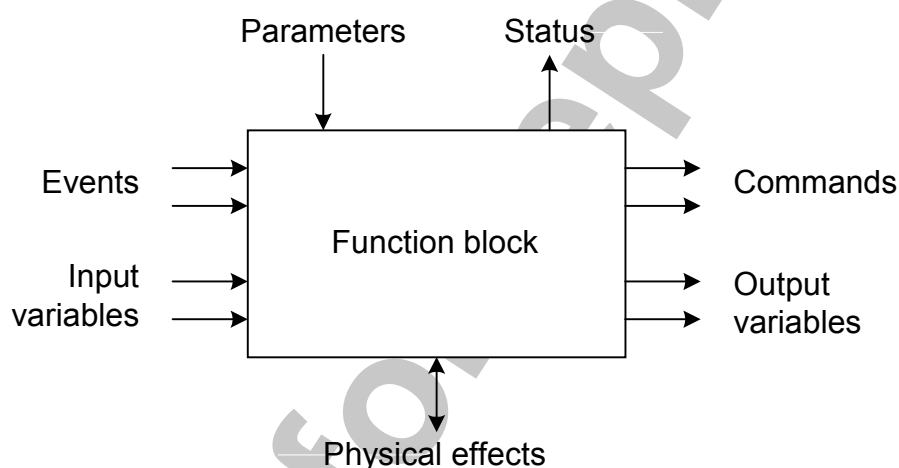 Parameters
Status
Events
Commands
Function block
Input
variables
Output
variables
Physical effects